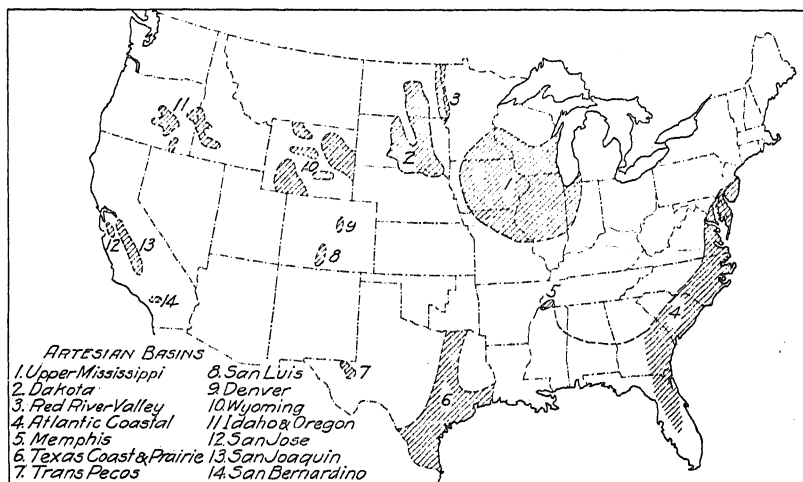 11
3
10
2
1
9
8
12
13
14
5
4
7
6
ARTESIAN BASINS
1. Upper Mississippi
2. Dakota
3. Red River Valley
4. Atlantic Coastal
5. Memphis
6. Texas Coast & Prairie
7. Trans Pecos
8. San Luis
9. Denver
10. Wyoming
11 Idaho & Oregon
12 San Jose
13. San Joaquin
14. San Bernardino